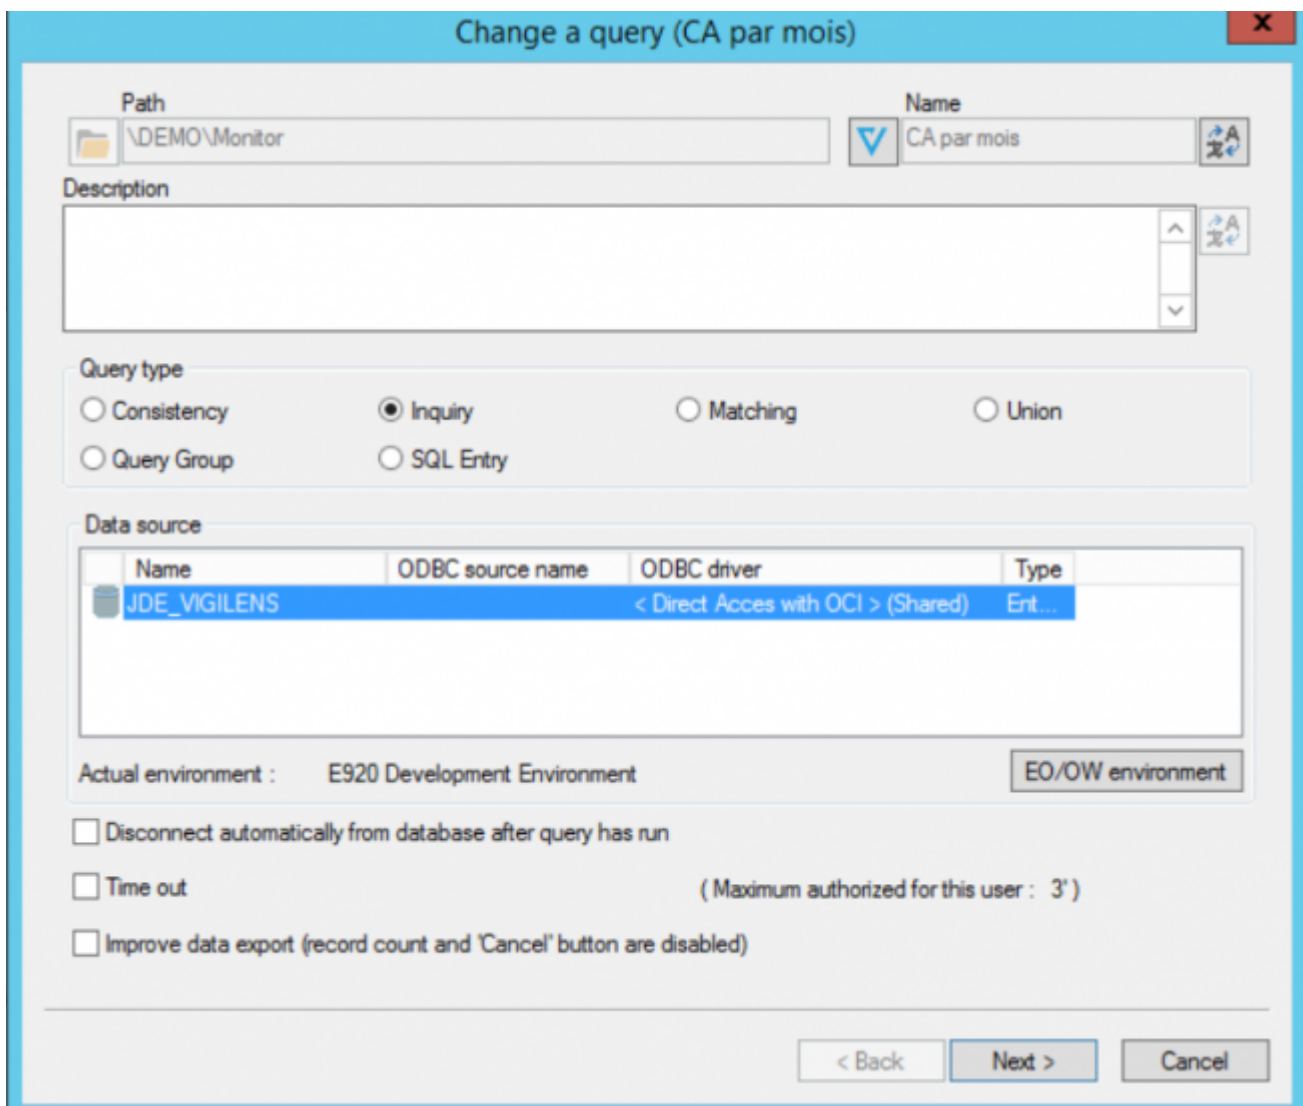 Change a query (CA par mois)
x
Path Name
\DEMO\Monitor CA par mois
Description
Query type
Consistency Inquiry Matching Union
Query Group SQL Entry
Data source
Name ODBC source name ODBC driver Type
JDE_VIGILENS < Direct Acces with OCI > (Shared) Ent...
Actual environment : E920 Development Environment EO/OW environment
Disconnect automatically from database after query has run
Time out ( Maximum authorized for this user : 3' )
Improve data export (record count and 'Cancel' button are disabled)
< Back Next > Cancel